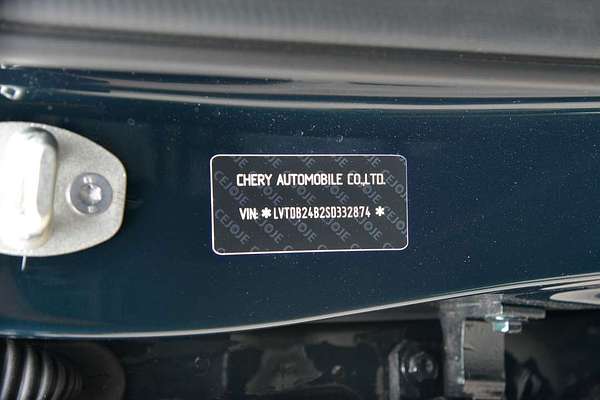 CHERY AUTOMOBILE CO.,LTD.
VIN:*LVTDB24B2SD332874*